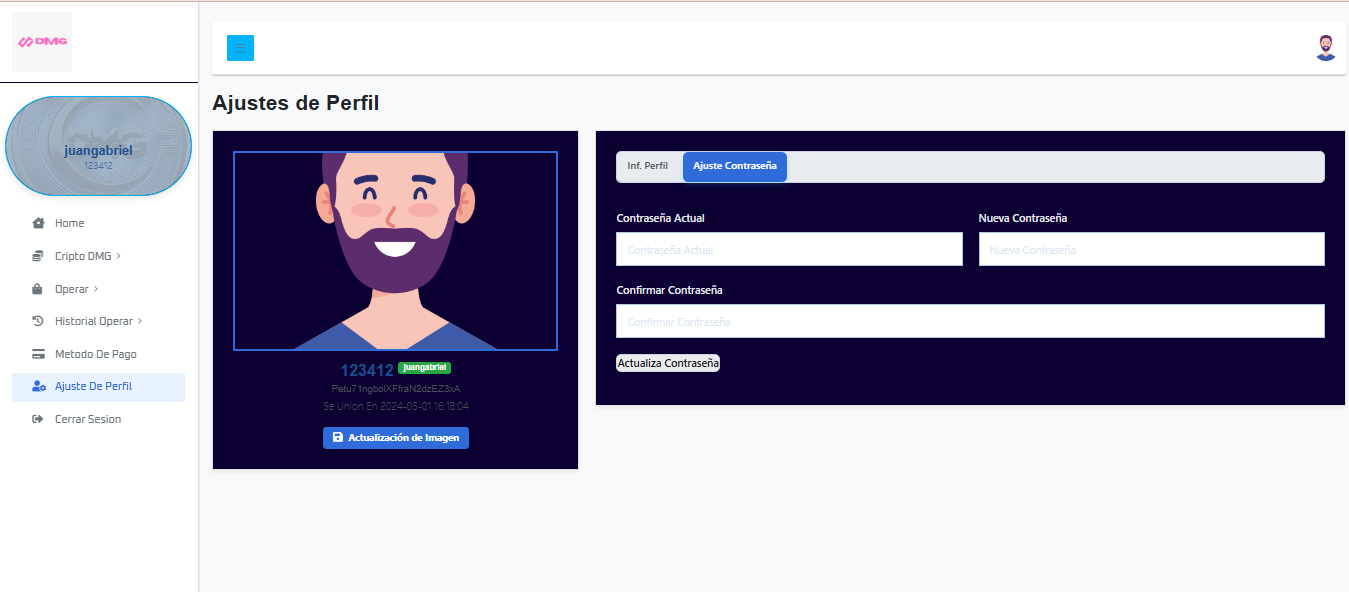 DMG
juangabriel
123412
Home
Cripto DMG
Operar
Historial Operar
Metodo De Pago
Ajuste De Perfil
Cerrar Sesion
Ajustes de Perfil
123412 juangabriel
Se Union En 2024-05-01 16:18:04
Actualización de Imagen
Inf. Perfil Ajuste Contraseña
Contraseña Actual Nueva Contraseña
Contraseña Actual Nueva Contraseña
Confirmar Contraseña
Confirmar Contraseña
Actualiza Contraseña